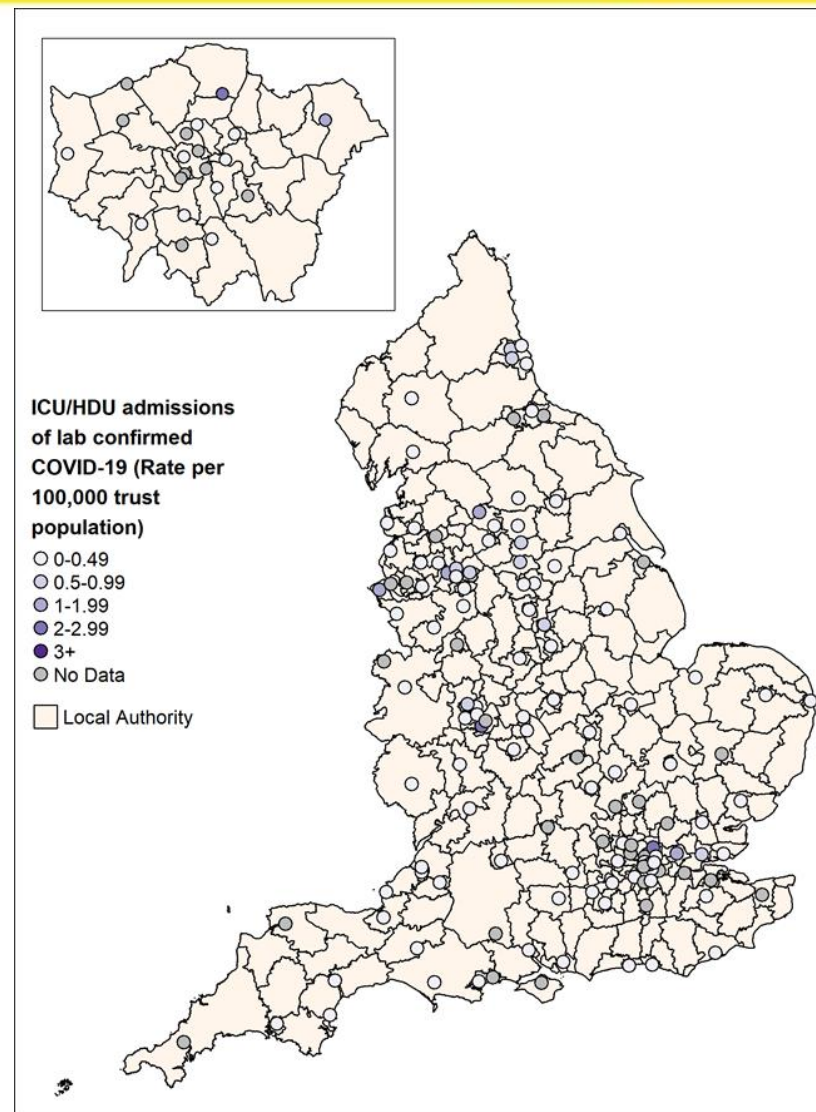 ICU/HDU admissions
of lab confirmed
COVID-19 (Rate per
100,000 trust
population)
0-0.49
0.5-0.99
1-1.99
2-2.99
3+
No Data
Local Authority